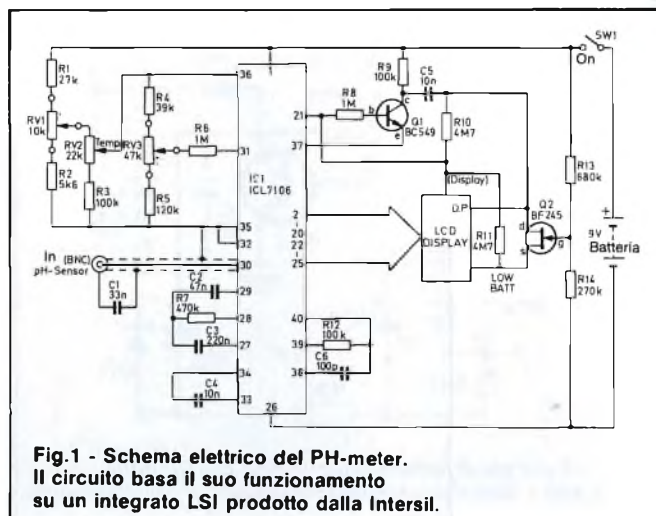 SW1
On
R1
27k
RV1
10k
R2
5k6
RV2
22k
Temp
R3
100k
R4
39k
RV3
47k
R5
120k
R6
1M
36
31
35
32
30
29
28
27
34
33
26
1
IC1
ICL7106
21
37
2
20
22
25
40
39
38
In (BNC)
pH-Sensor
C1
33n
C2
47n
R7
470k
C3
220n
C4
10n
R8
1M
R9
100k
C5
10n
b
c
e
Q1
BC549
R10
4M7
(Display)
D.P
LCD
DISPLAY
R11
4M7
LOW
BATT
Q2
BF245
d
s
g
R12
100k
C6
100p
R13
680k
R14
270k
+
9V
Batteria
Fig.1 - Schema elettrico del PH-meter.
Il circuito basa il suo funzionamento
su un integrato LSI prodotto dalla Intersil.